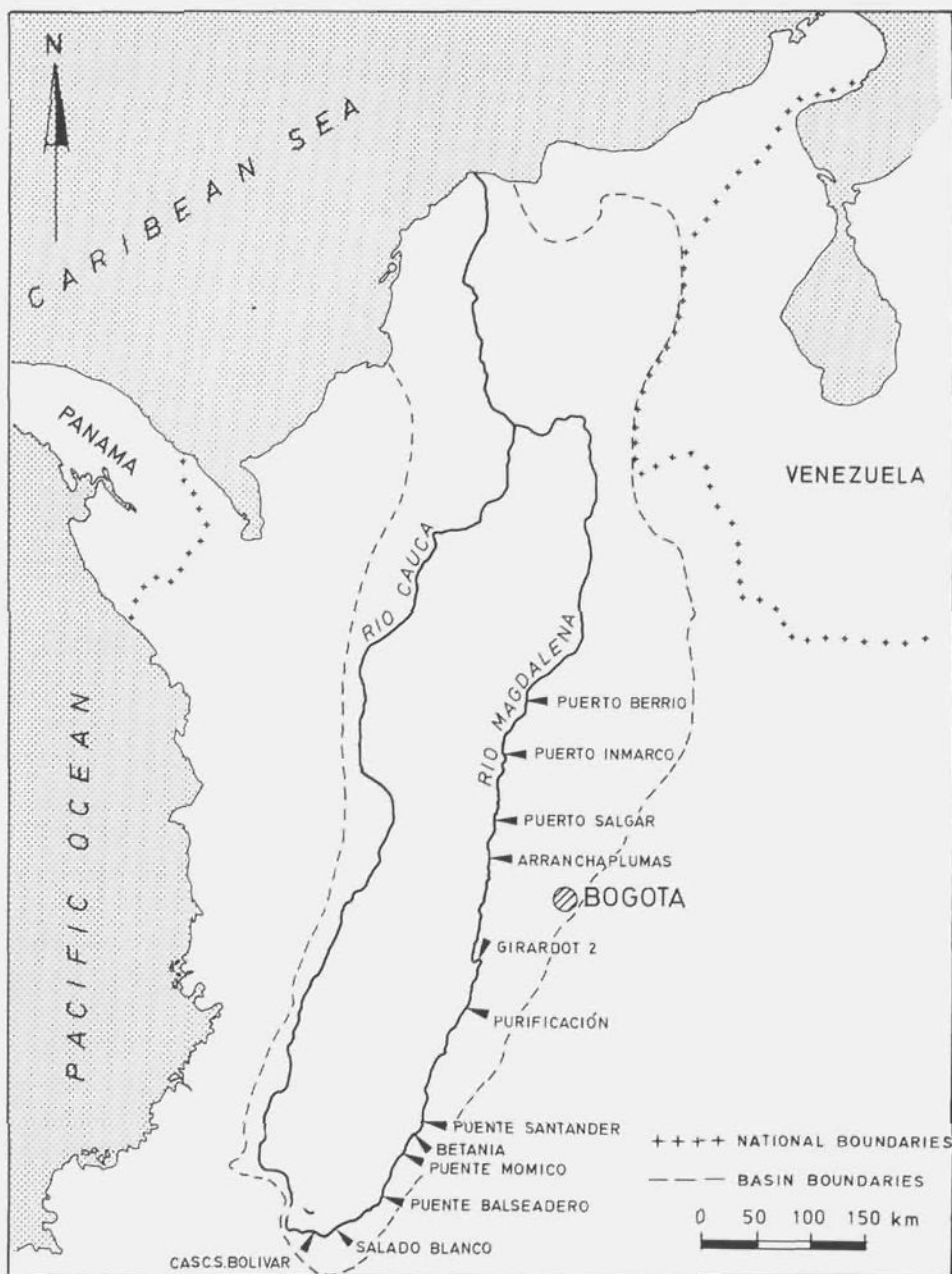 N
CARIBEAN SEA
PANAMA
VENEZUELA
RIO CAUCA
RIO MAGDALENA
PUERTO BERRIO
PUERTO INMARCO
PUERTO SALGAR
ARRANCHAPLUMAS
BOGOTA
PACIFIC OCEAN
GIRARDOT 2
PURIFICACIÓN
PUENTE SANTANDER
BETANIA
PUENTE MOMICO
PUENTE BALSEADERO
SALADO BLANCO
CASCS.BOLIVAR
++++ NATIONAL BOUNDARIES
--- BASIN BOUNDARIES
0 50 100 150 km